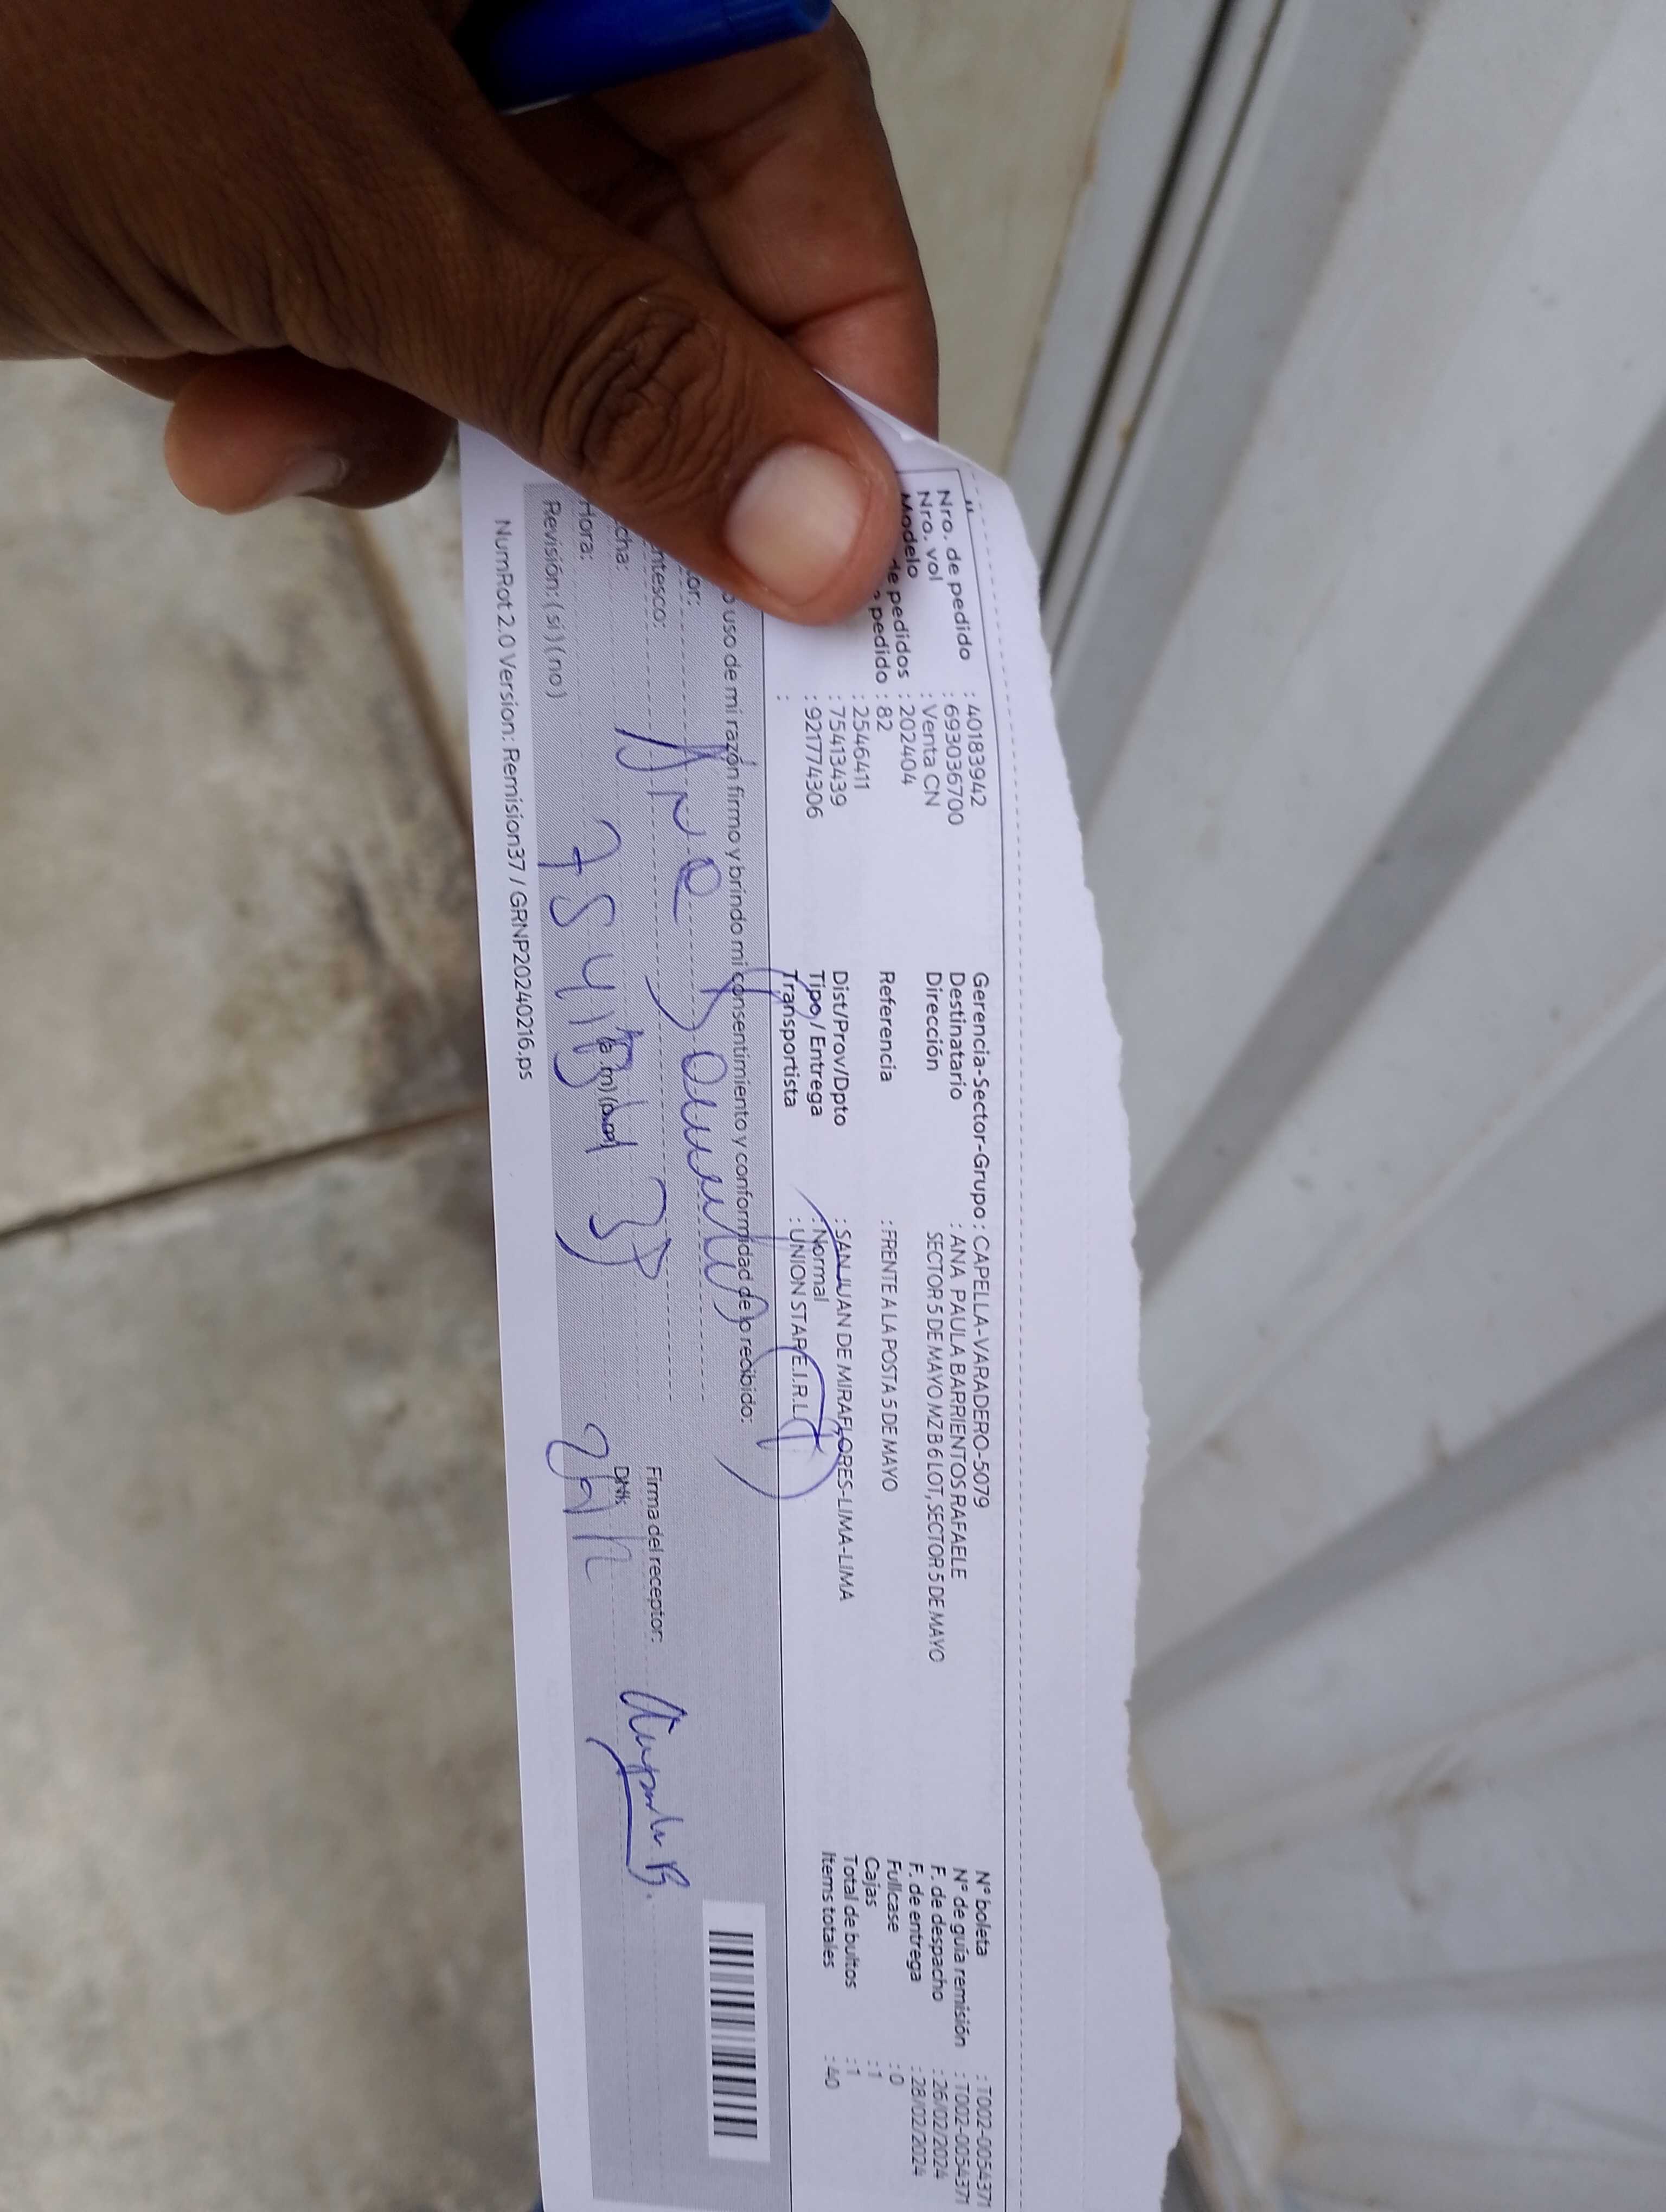 Nro. de pedido : 40183942
Nro. vol : 693036700
Modelo : Venta CN
de pedidos : 202404
pedido : 82
: 2546411
: 75413439
: 921774306
:
Gerencia-Sector-Grupo : CAPELLA-VARADERO-5079
Destinatario : ANA PAULA BARRIENTOS RAFAELE
Dirección SECTOR 5 DE MAYO MZ B 6 LOT, SECTOR 5 DE MAYO
Referencia : FRENTE A LA POSTA 5 DE MAYO
Dist/Prov/Dpto : SAN JUAN DE MIRAFLORES-LIMA-LIMA
Tipo / Entrega : Normal
Transportista : UNION STAR E.I.R.L
N° boleta : T002-0054371
N° de guía remisión : T002-0054371
F. de despacho : 26/02/2024
F. de entrega : 28/02/2024
Fullcase : 0
Cajas : 1
Total de bultos : 1
Items totales : 40
uso de mi razón firmo y brindo mi consentimiento y conformidad de lo recibido:
or:
ntesco:
cha:
Hora: (a.m)
Revisión: (si) (no)
Ana
Firma del receptor:
NumRot 2.0 Version: Remision37 / GRNP20240216.ps